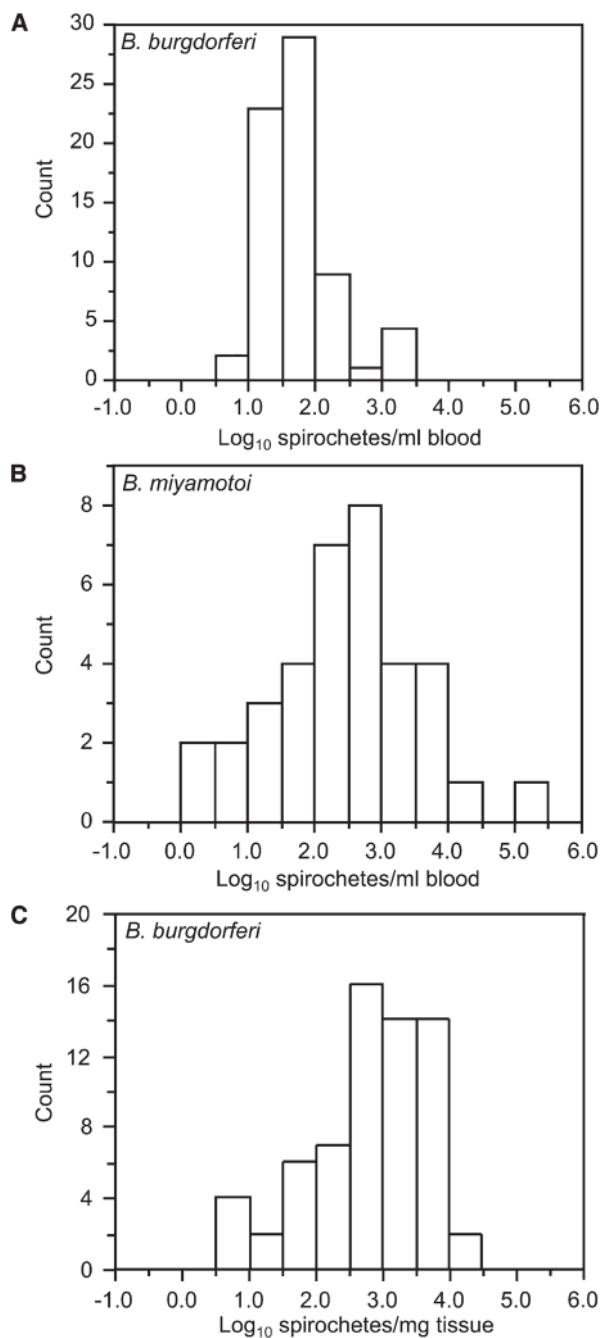 A
B. burgdorferi
30
25
20
15
10
5
0
Count
-1.0 0.0 1.0 2.0 3.0 4.0 5.0 6.0
Log₁₀ spirochetes/ml blood
B
B. miyamotoi
8
6
4
2
0
Count
-1.0 0.0 1.0 2.0 3.0 4.0 5.0 6.0
Log₁₀ spirochetes/ml blood
C
B. burgdorferi
20
16
12
8
4
0
Count
-1.0 0.0 1.0 2.0 3.0 4.0 5.0 6.0
Log₁₀ spirochetes/mg tissue